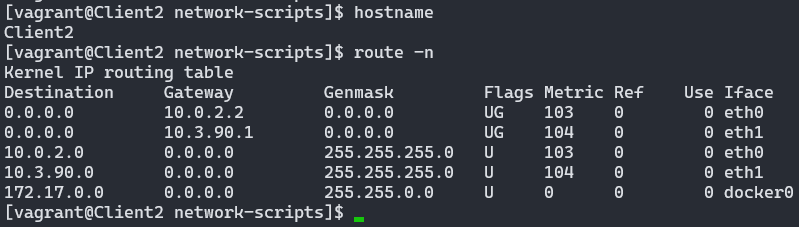 [vagrant@Client2 network-scripts]$ hostname
Client2
[vagrant@Client2 network-scripts]$ route -n
Kernel IP routing table
Destination     Gateway         Genmask         Flags Metric Ref    Use Iface
0.0.0.0         10.0.2.2        0.0.0.0         UG    103    0        0 eth0
0.0.0.0         10.3.90.1       0.0.0.0         UG    104    0        0 eth1
10.0.2.0        0.0.0.0         255.255.255.0   U     103    0        0 eth0
10.3.90.0       0.0.0.0         255.255.255.0   U     104    0        0 eth1
172.17.0.0      0.0.0.0         255.255.0.0     U     0      0        0 docker0
[vagrant@Client2 network-scripts]$